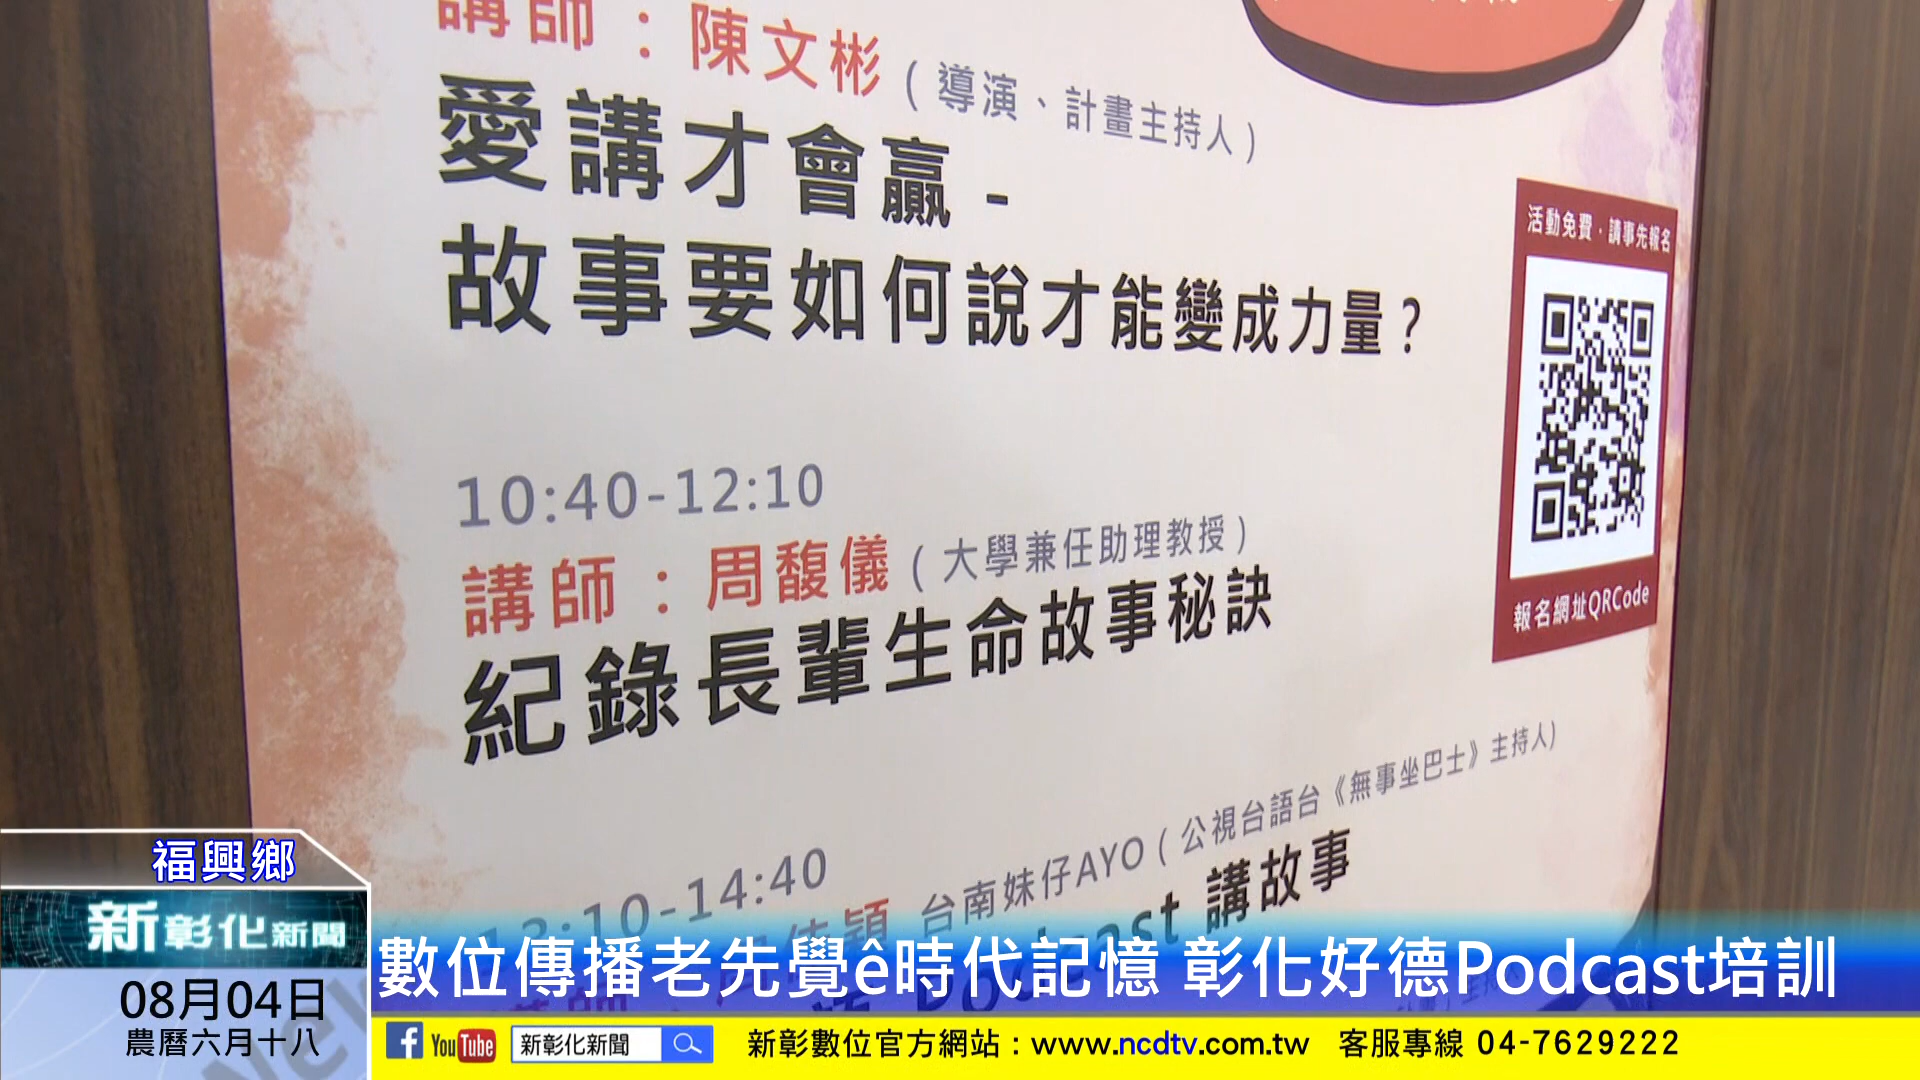 講師：陳文彬（導演、計畫主持人）
愛講才會贏-
故事要如何說才能變成力量？
活動免費．請事先報名
報名網址QRCode
10:40-12:10
講師：周馥儀（大學兼任助理教授）
紀錄長輩生命故事秘訣
13:10-14:40
台南妹仔AYO（公視台語台《無事坐巴士》主持人）
Podcast 講故事
福興鄉
新彰化新聞
數位傳播老先覺ê時代記憶 彰化好德Podcast培訓
08月04日
農曆六月十八
YouTube 新彰化新聞 新彰數位官方網站：www.ncdtv.com.tw 客服專線 04-7629222